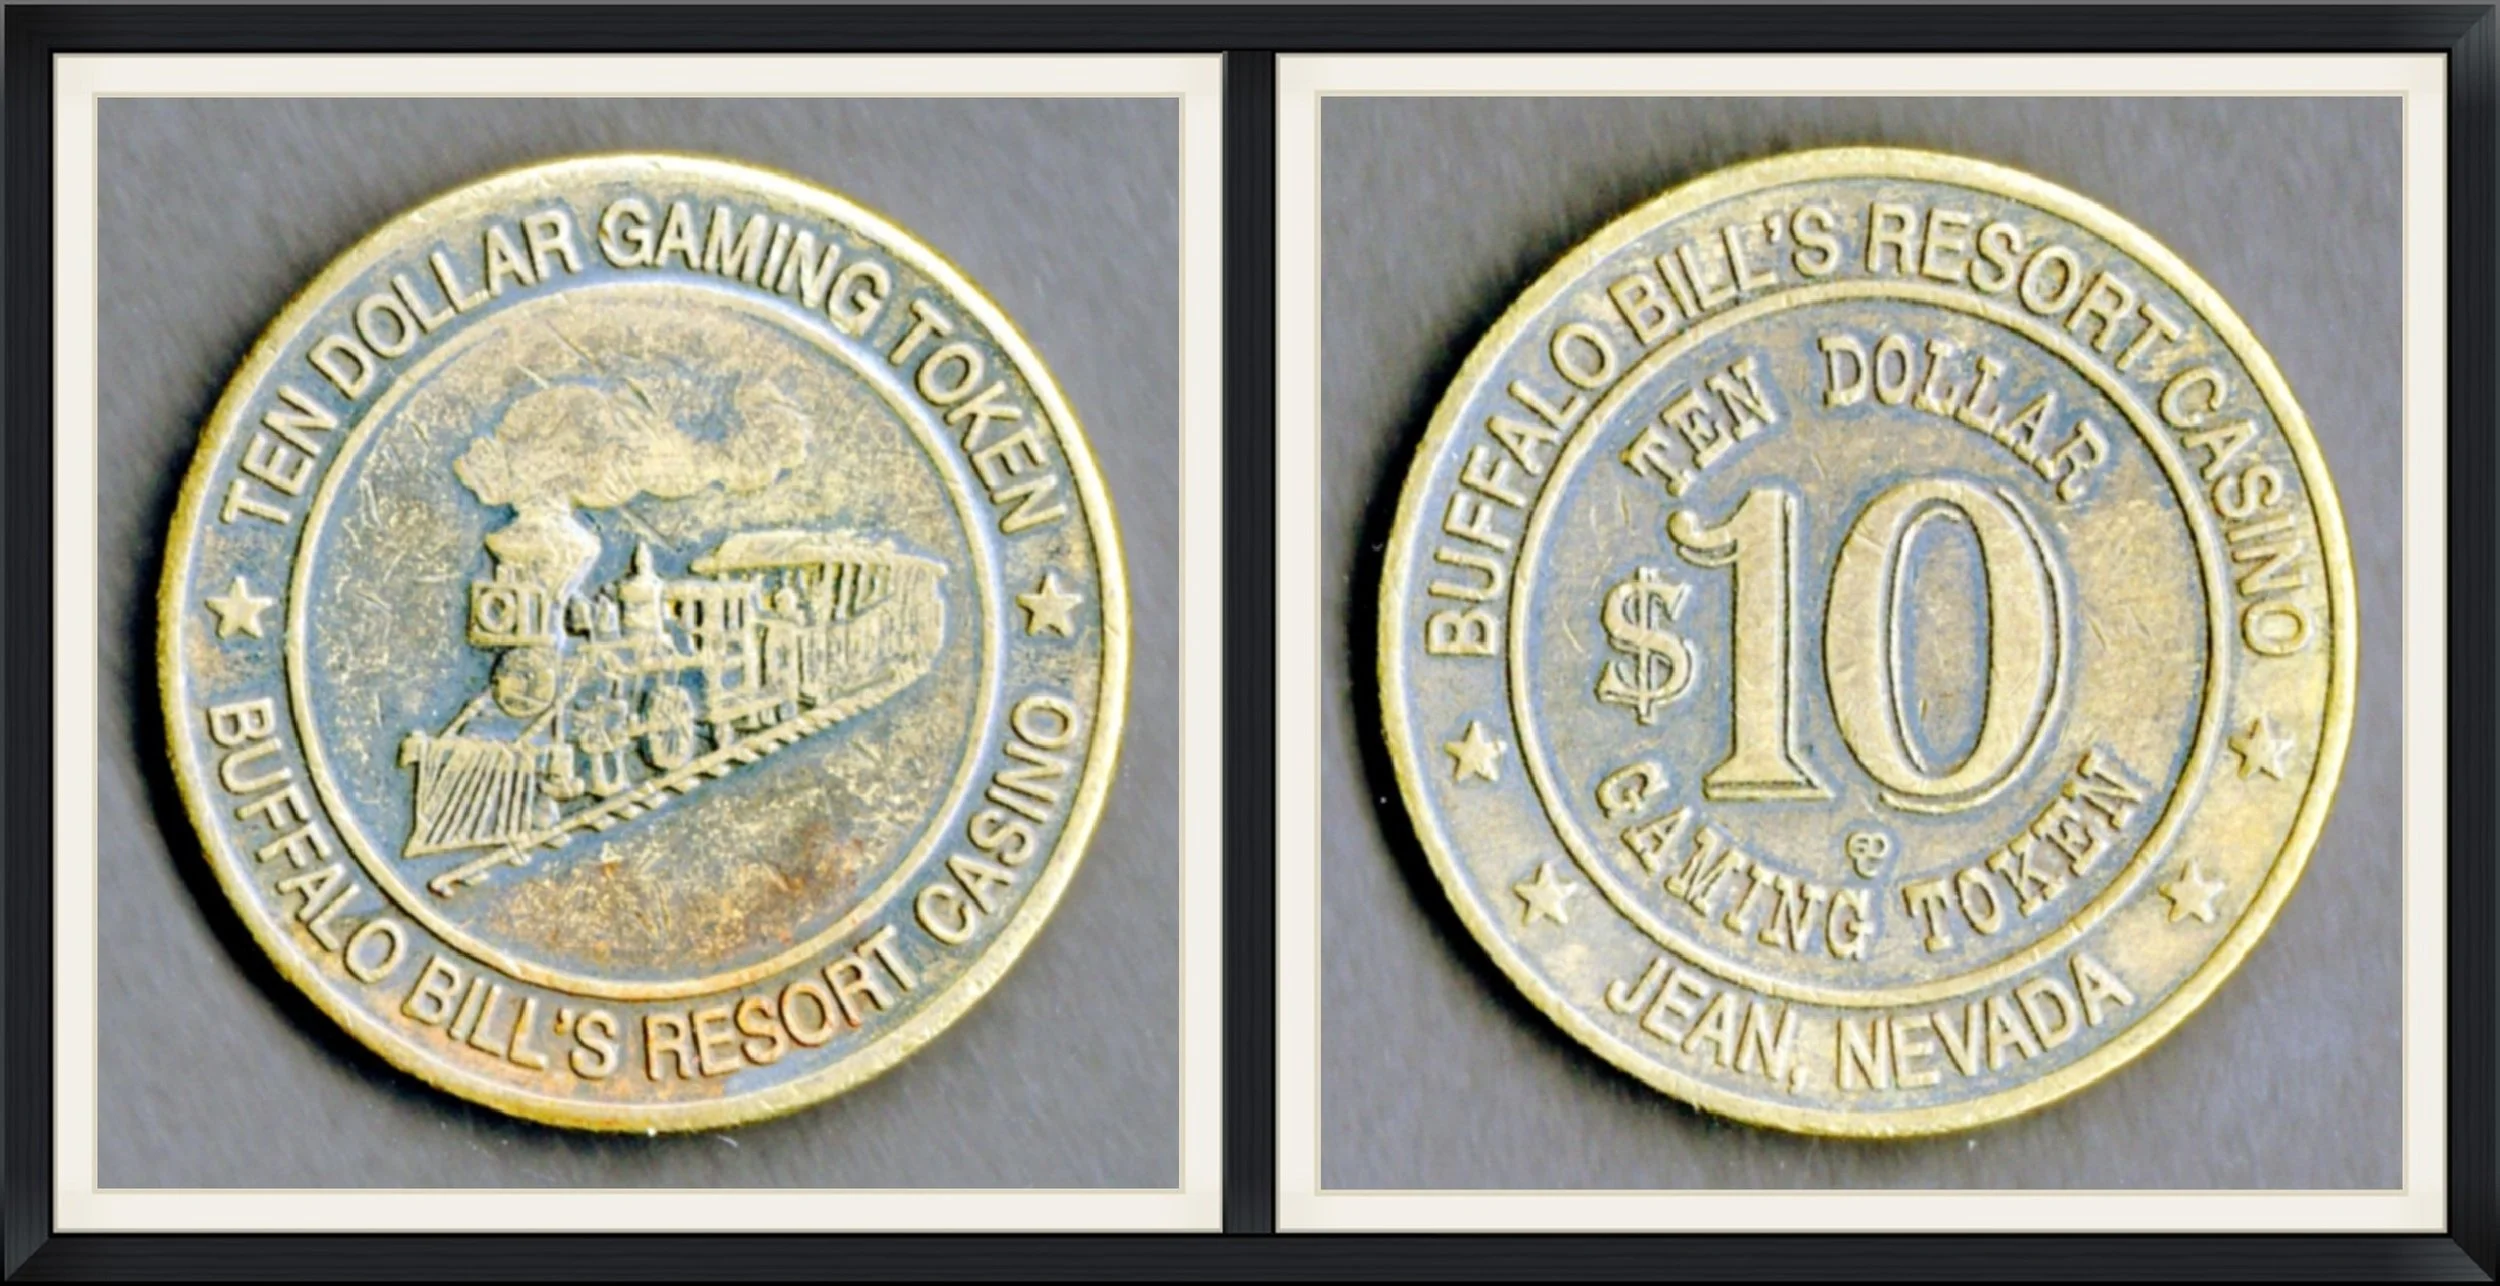 TEN DOLLAR GAMING TOKEN
BUFFALO BILL'S RESORT CASINO
BUFFALO BILL'S RESORT CASINO
TEN DOLLAR
$10
GAMING TOKEN
JEAN, NEVADA